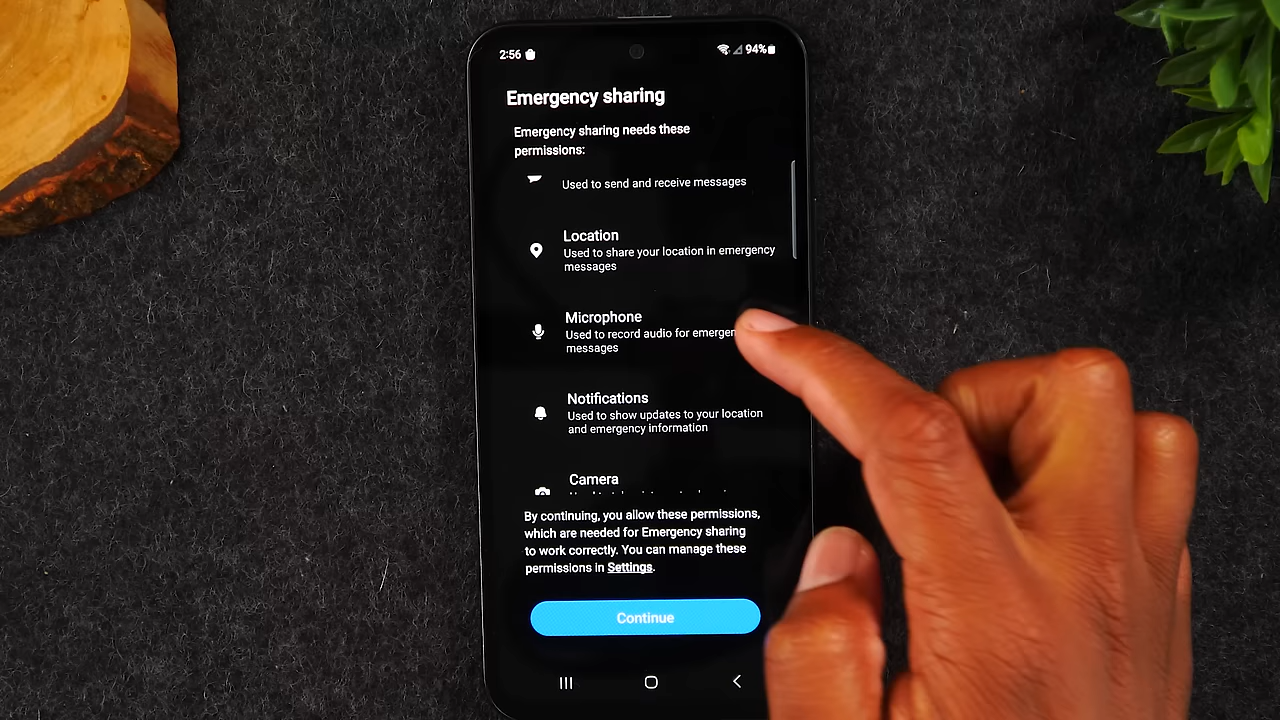 2:56
94%
Emergency sharing
Emergency sharing needs these
permissions:
Used to send and receive messages
Location
Used to share your location in emergency
messages
Microphone
Used to record audio for
messages
Notifications
Used to show updates to your location
and emergency information
Camera
By continuing, you allow these permissions,
which are needed for Emergency sharing
to work correctly. You can manage these
permissions in Settings.
Continue